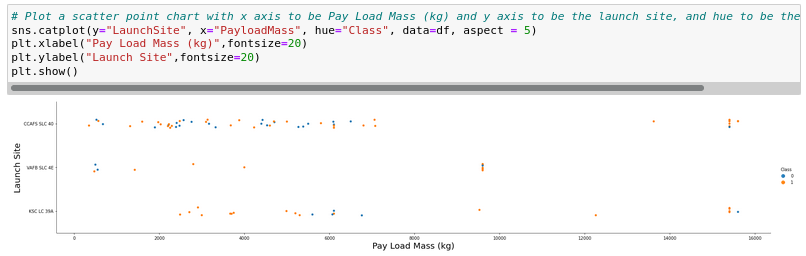 # Plot a scatter point chart with x axis to be Pay Load Mass (kg) and y axis to be the launch site, and hue to be the
sns.catplot(y="LaunchSite", x="PayloadMass", hue="Class", data=df, aspect = 5)
plt.xlabel("Pay Load Mass (kg)",fontsize=20)
plt.ylabel("Launch Site",fontsize=20)
plt.show()
CCAFS SLC 40
VAFB SLC 4E
KSC LC 39A
Launch Site
Class
0
1
0 2000 4000 6000 8000 10000 12000 14000 16000
Pay Load Mass (kg)